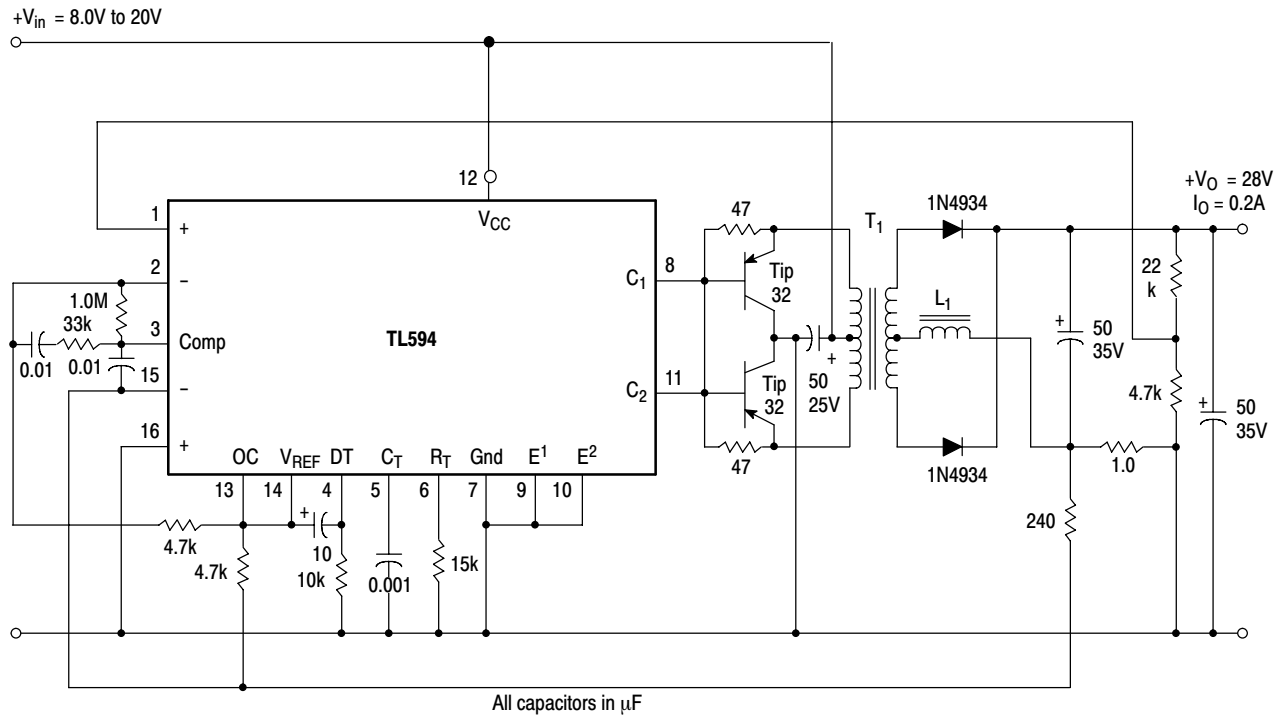 +Vin = 8.0V to 20V
12
VCC
+VO = 28V
IO = 0.2A
1N4934
T1
47
1
+
2
−
1.0M
33k
3
Comp
0.01
0.01
15
−
16
+
TL594
C1
8
C2
11
Tip
32
Tip
32
47
+
50
25V
L1
1N4934
+
50
35V
22
k
4.7k
+
50
35V
1.0
240
OC
VREF
DT
CT
RT
Gnd
E1
E2
13
14
4
5
6
7
9
10
4.7k
4.7k
+
10
10k
0.001
15k
All capacitors in μF